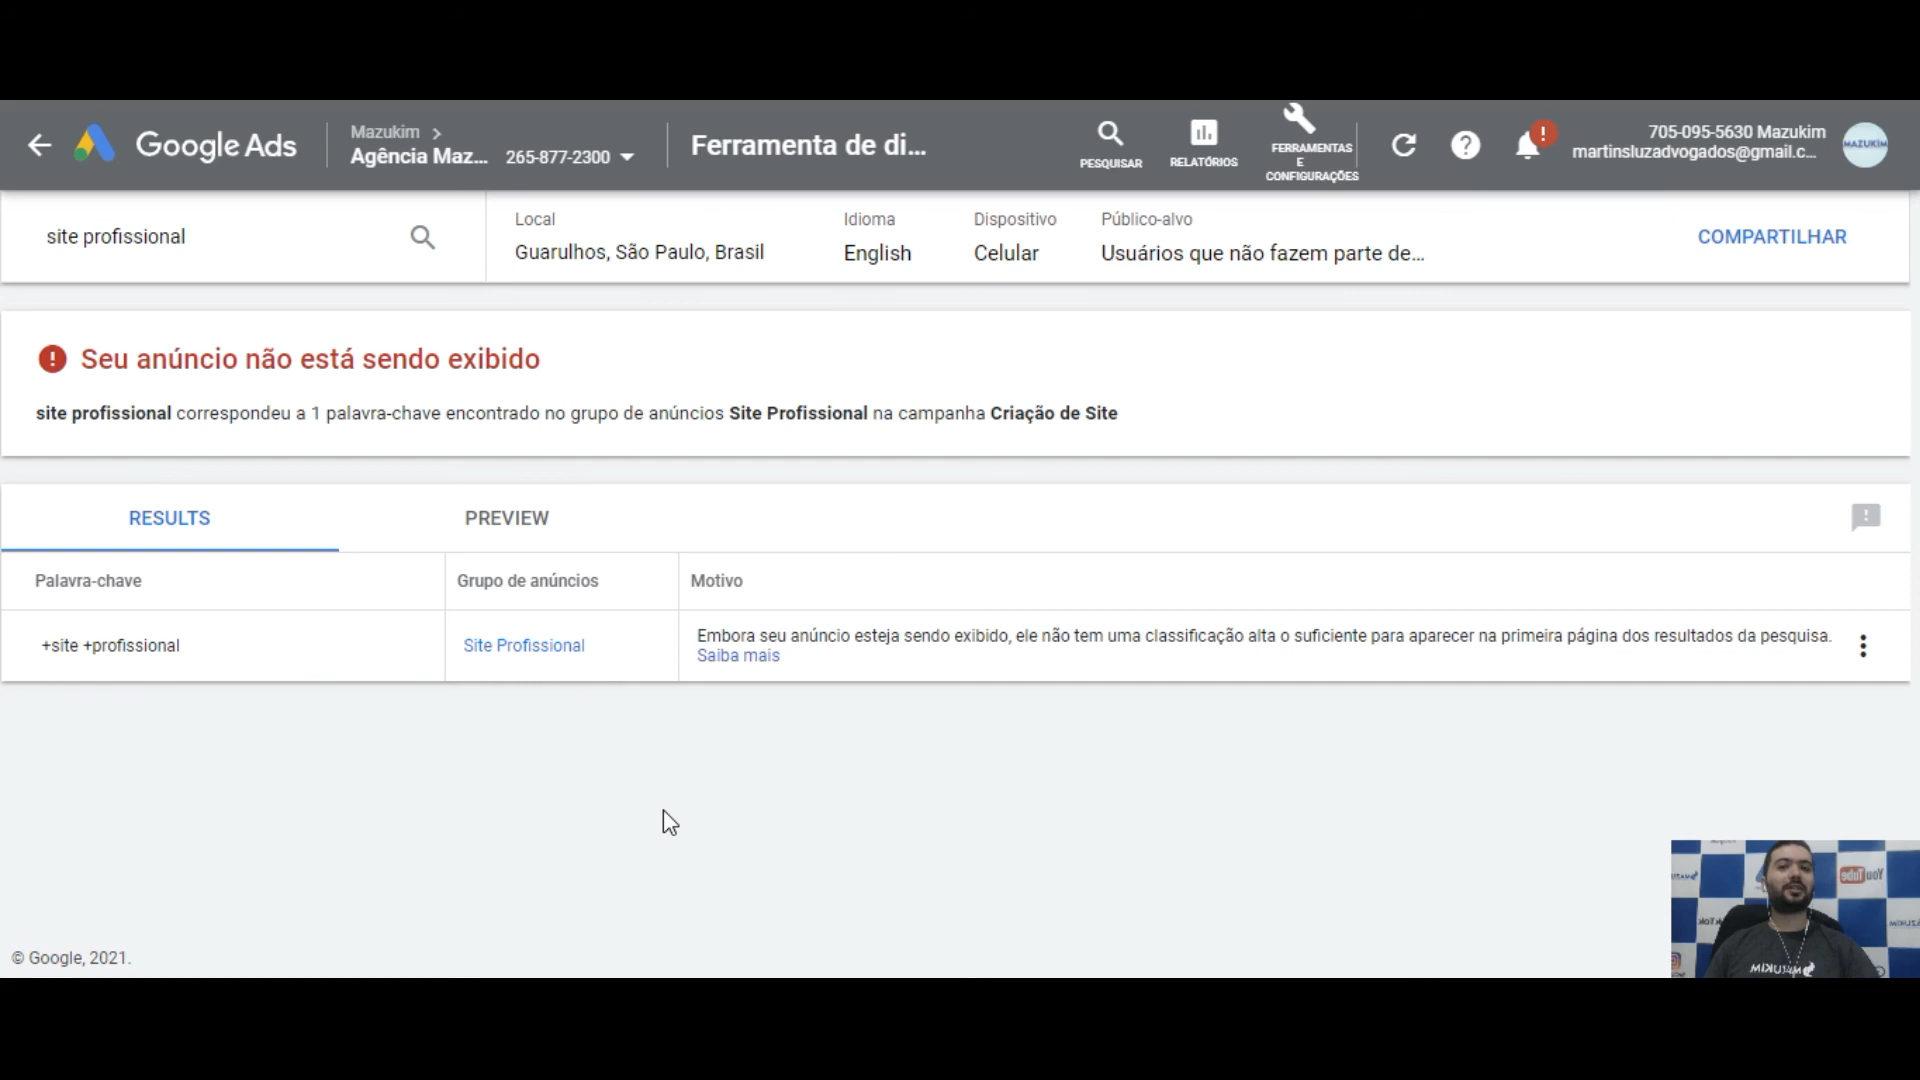 Google Ads
Mazukim >
Agência Maz...
265-877-2300
Ferramenta de di...
PESQUISAR
RELATÓRIOS
FERRAMENTAS
E
CONFIGURAÇÕES
!
705-095-5630 Mazukim
martinsluzadvogados@gmail.c...
MAZUKIM
site profissional
Local
Guarulhos, São Paulo, Brasil
Idioma
English
Dispositivo
Celular
Público-alvo
Usuários que não fazem parte de...
COMPARTILHAR
Seu anúncio não está sendo exibido
site profissional correspondeu a 1 palavra-chave encontrado no grupo de anúncios Site Profissional na campanha Criação de Site
RESULTS
PREVIEW
Palavra-chave
Grupo de anúncios
Motivo
+site +profissional
Site Profissional
Embora seu anúncio esteja sendo exibido, ele não tem uma classificação alta o suficiente para aparecer na primeira página dos resultados da pesquisa.
Saiba mais
YouTube
MAZUKIM
© Google, 2021.